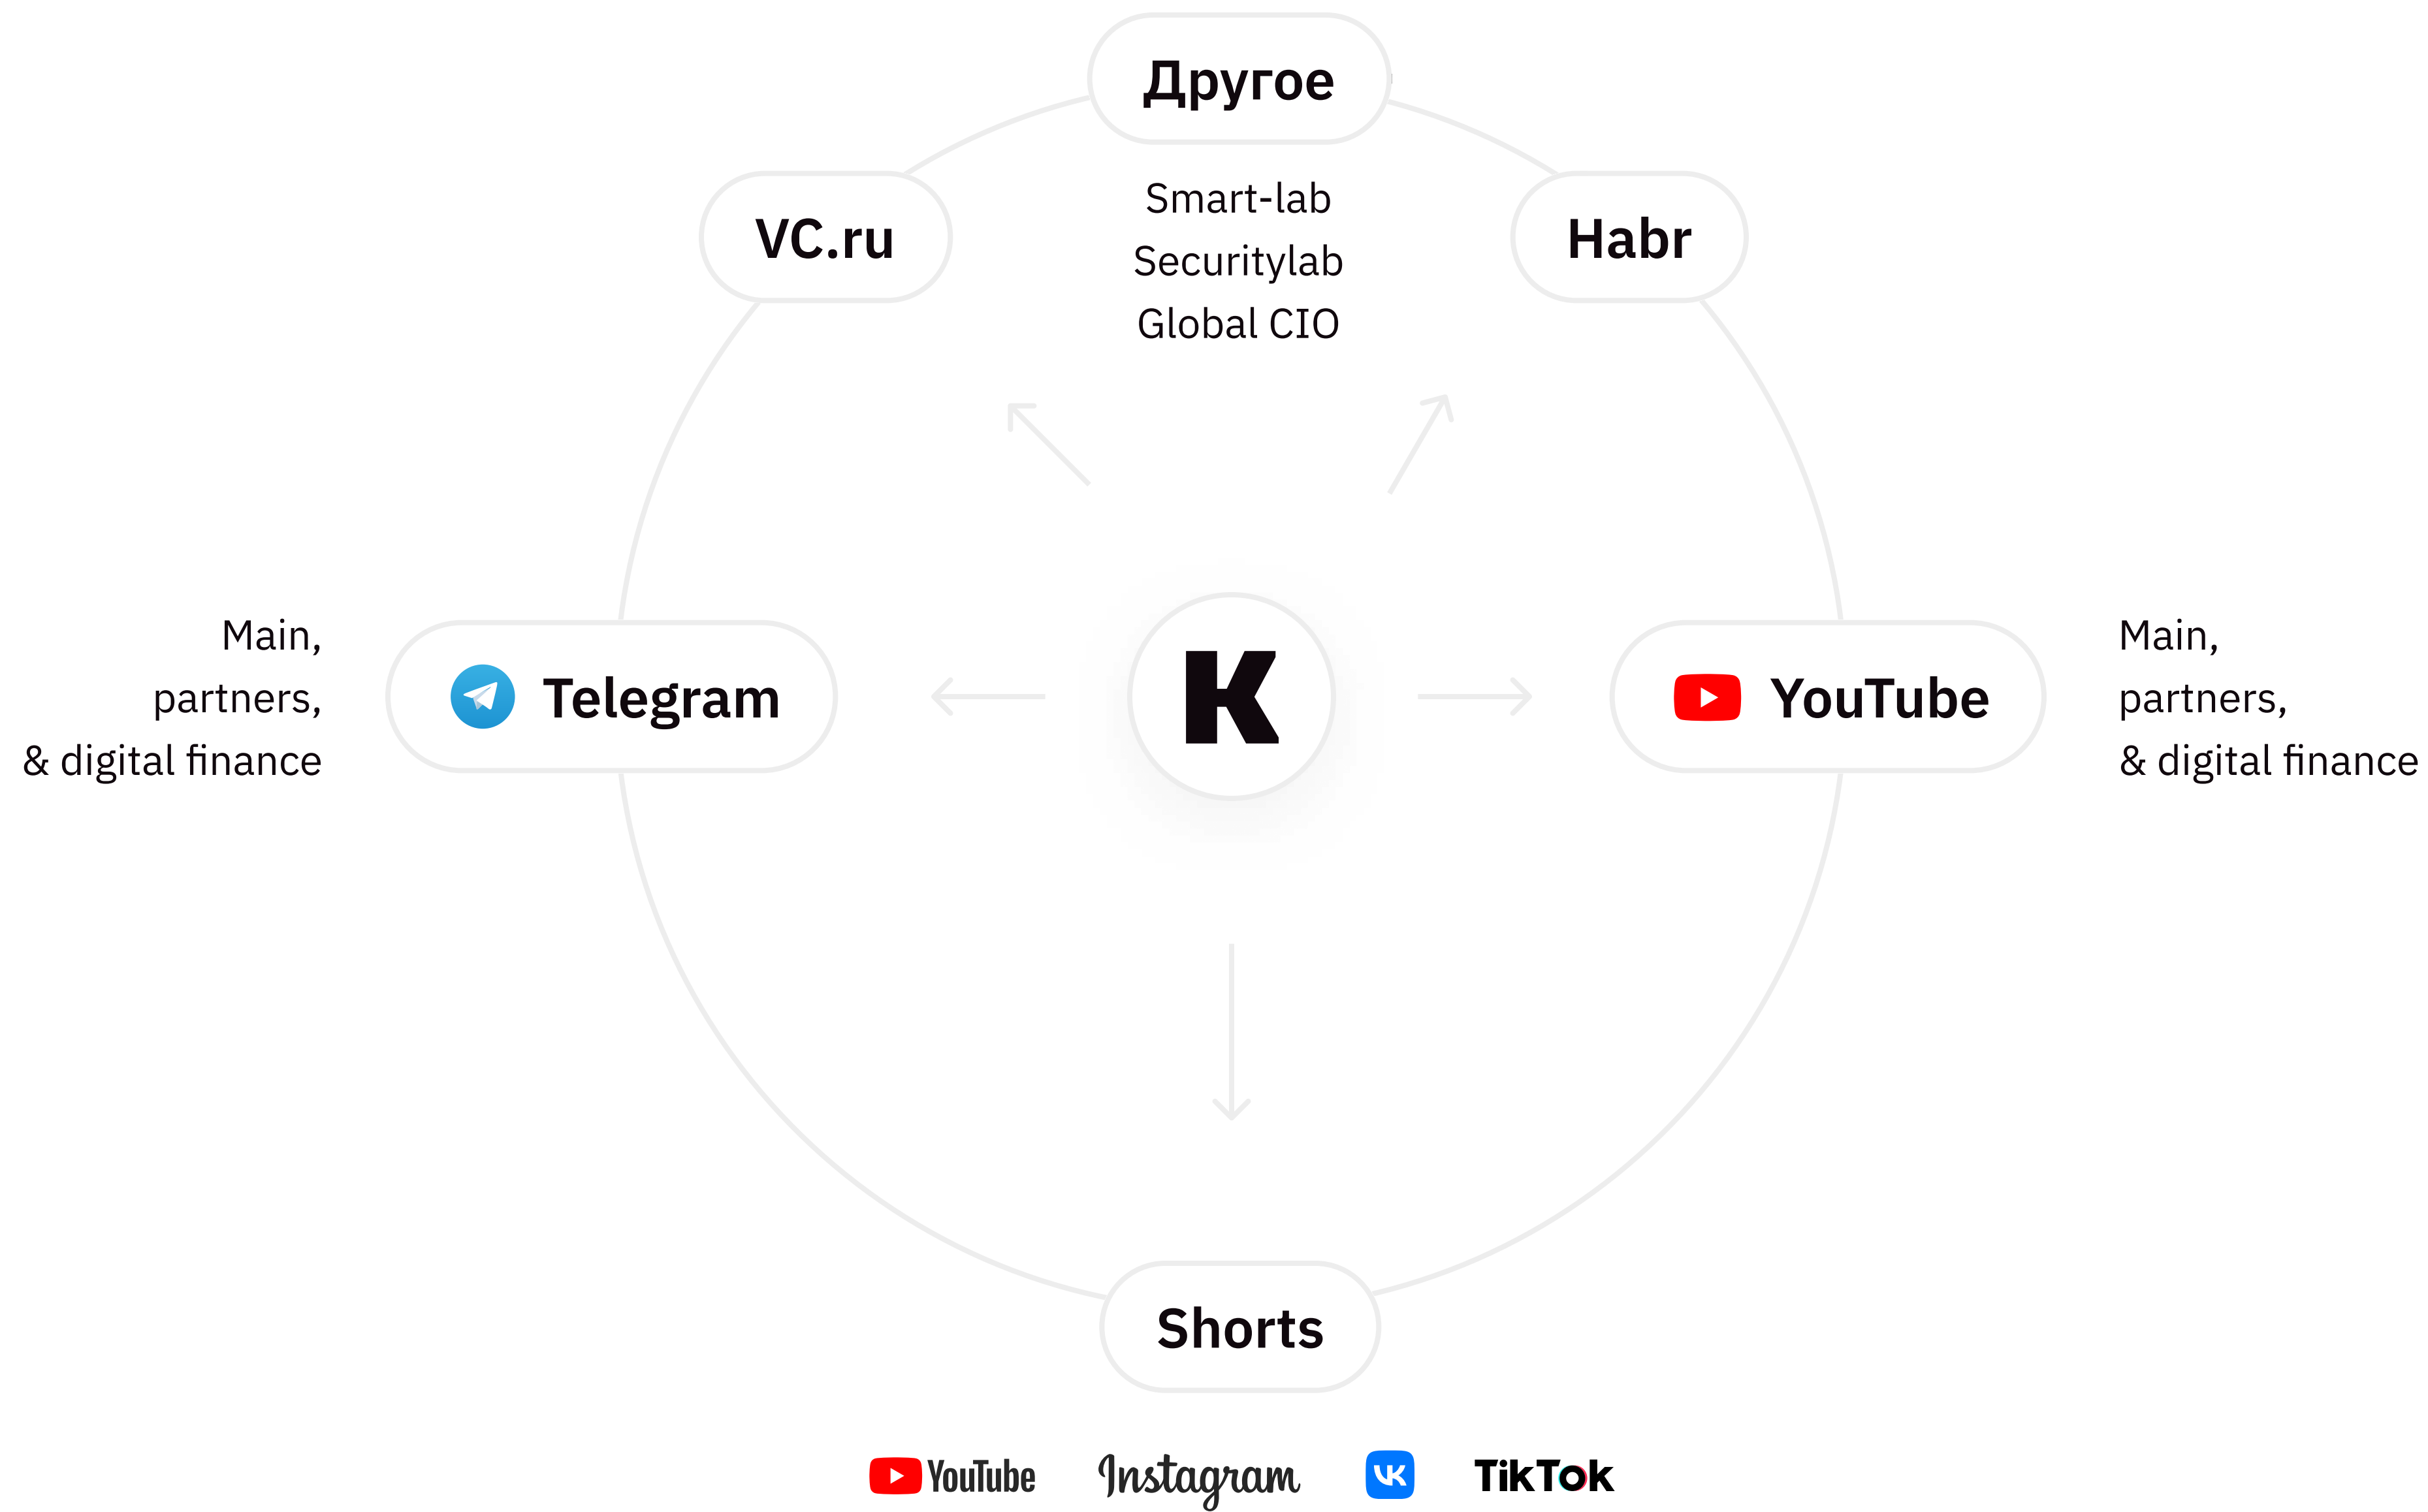 Другое
Smart-lab
Securitylab
Global CIO
VC.ru
Habr
Main,
partners,
& digital finance
Telegram
K
YouTube
Main,
partners,
& digital finance
Shorts
YouTube
Instagram
VK
TikTok